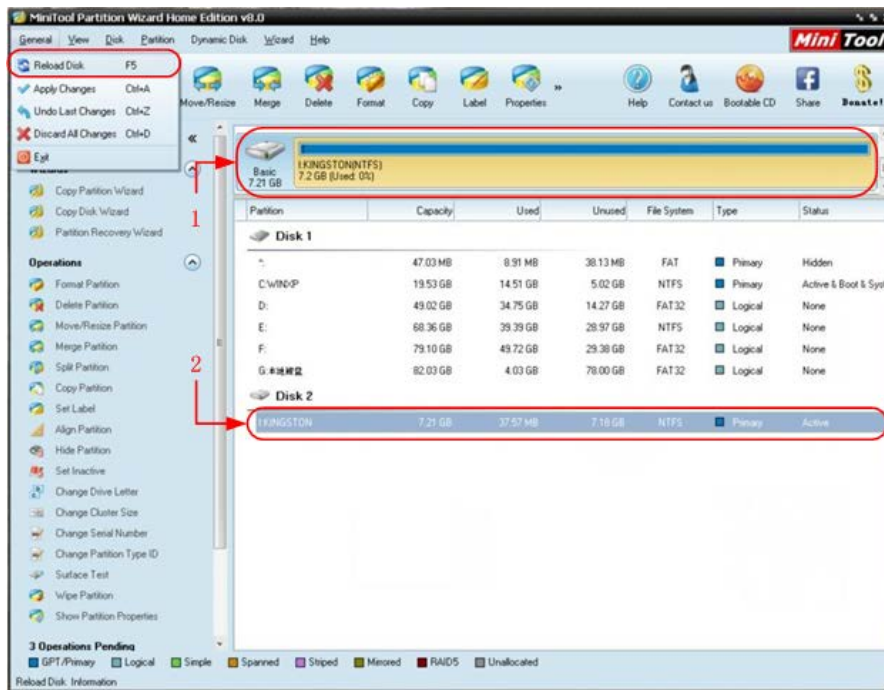 MiniTool Partition Wizard Home Edition v8.0
General View Disk Partition Dynamic Disk Wizard Help
Mini Tool
Reload Disk F5
Apply Changes Ctrl+A
Undo Last Changes Ctrl+Z
Discard All Changes Ctrl+D
Exit
Move/Resize Merge Delete Format Copy Label Properties » Help Contact us Bootable CD Share Donate!
1
Basic
7.21 GB
I:KINGSTON(NTFS)
7.2 GB (Used: 0%)
Copy Partition Wizard
Copy Disk Wizard
Partition Recovery Wizard
Operations
Format Partition
Delete Partition
Move/Resize Partition
Merge Partition
Split Partition
Copy Partition
Set Label
Align Partition
Hide Partition
Set Inactive
Change Drive Letter
Change Cluster Size
Change Serial Number
Change Partition Type ID
Surface Test
Wipe Partition
Show Partition Properties
3 Operations Pending
2
Partition Capacity Used Unused File System Type Status
Disk 1
*: 47.03 MB 8.91 MB 38.13 MB FAT Primary Hidden
C:WINXP 19.53 GB 14.51 GB 5.02 GB NTFS Primary Active & Boot & Sys
D: 49.02 GB 34.75 GB 14.27 GB FAT32 Logical None
E: 68.36 GB 39.39 GB 28.97 GB NTFS Logical None
F: 79.10 GB 49.72 GB 29.38 GB FAT32 Logical None
G:本地磁盘 82.03 GB 4.03 GB 78.00 GB FAT32 Logical None
Disk 2
I:KINGSTON 7.21 GB 37.57 MB 7.18 GB NTFS Primary Active
GPT/Primary Logical Simple Spanned Striped Mirrored RAID5 Unallocated
Reload Disk Information